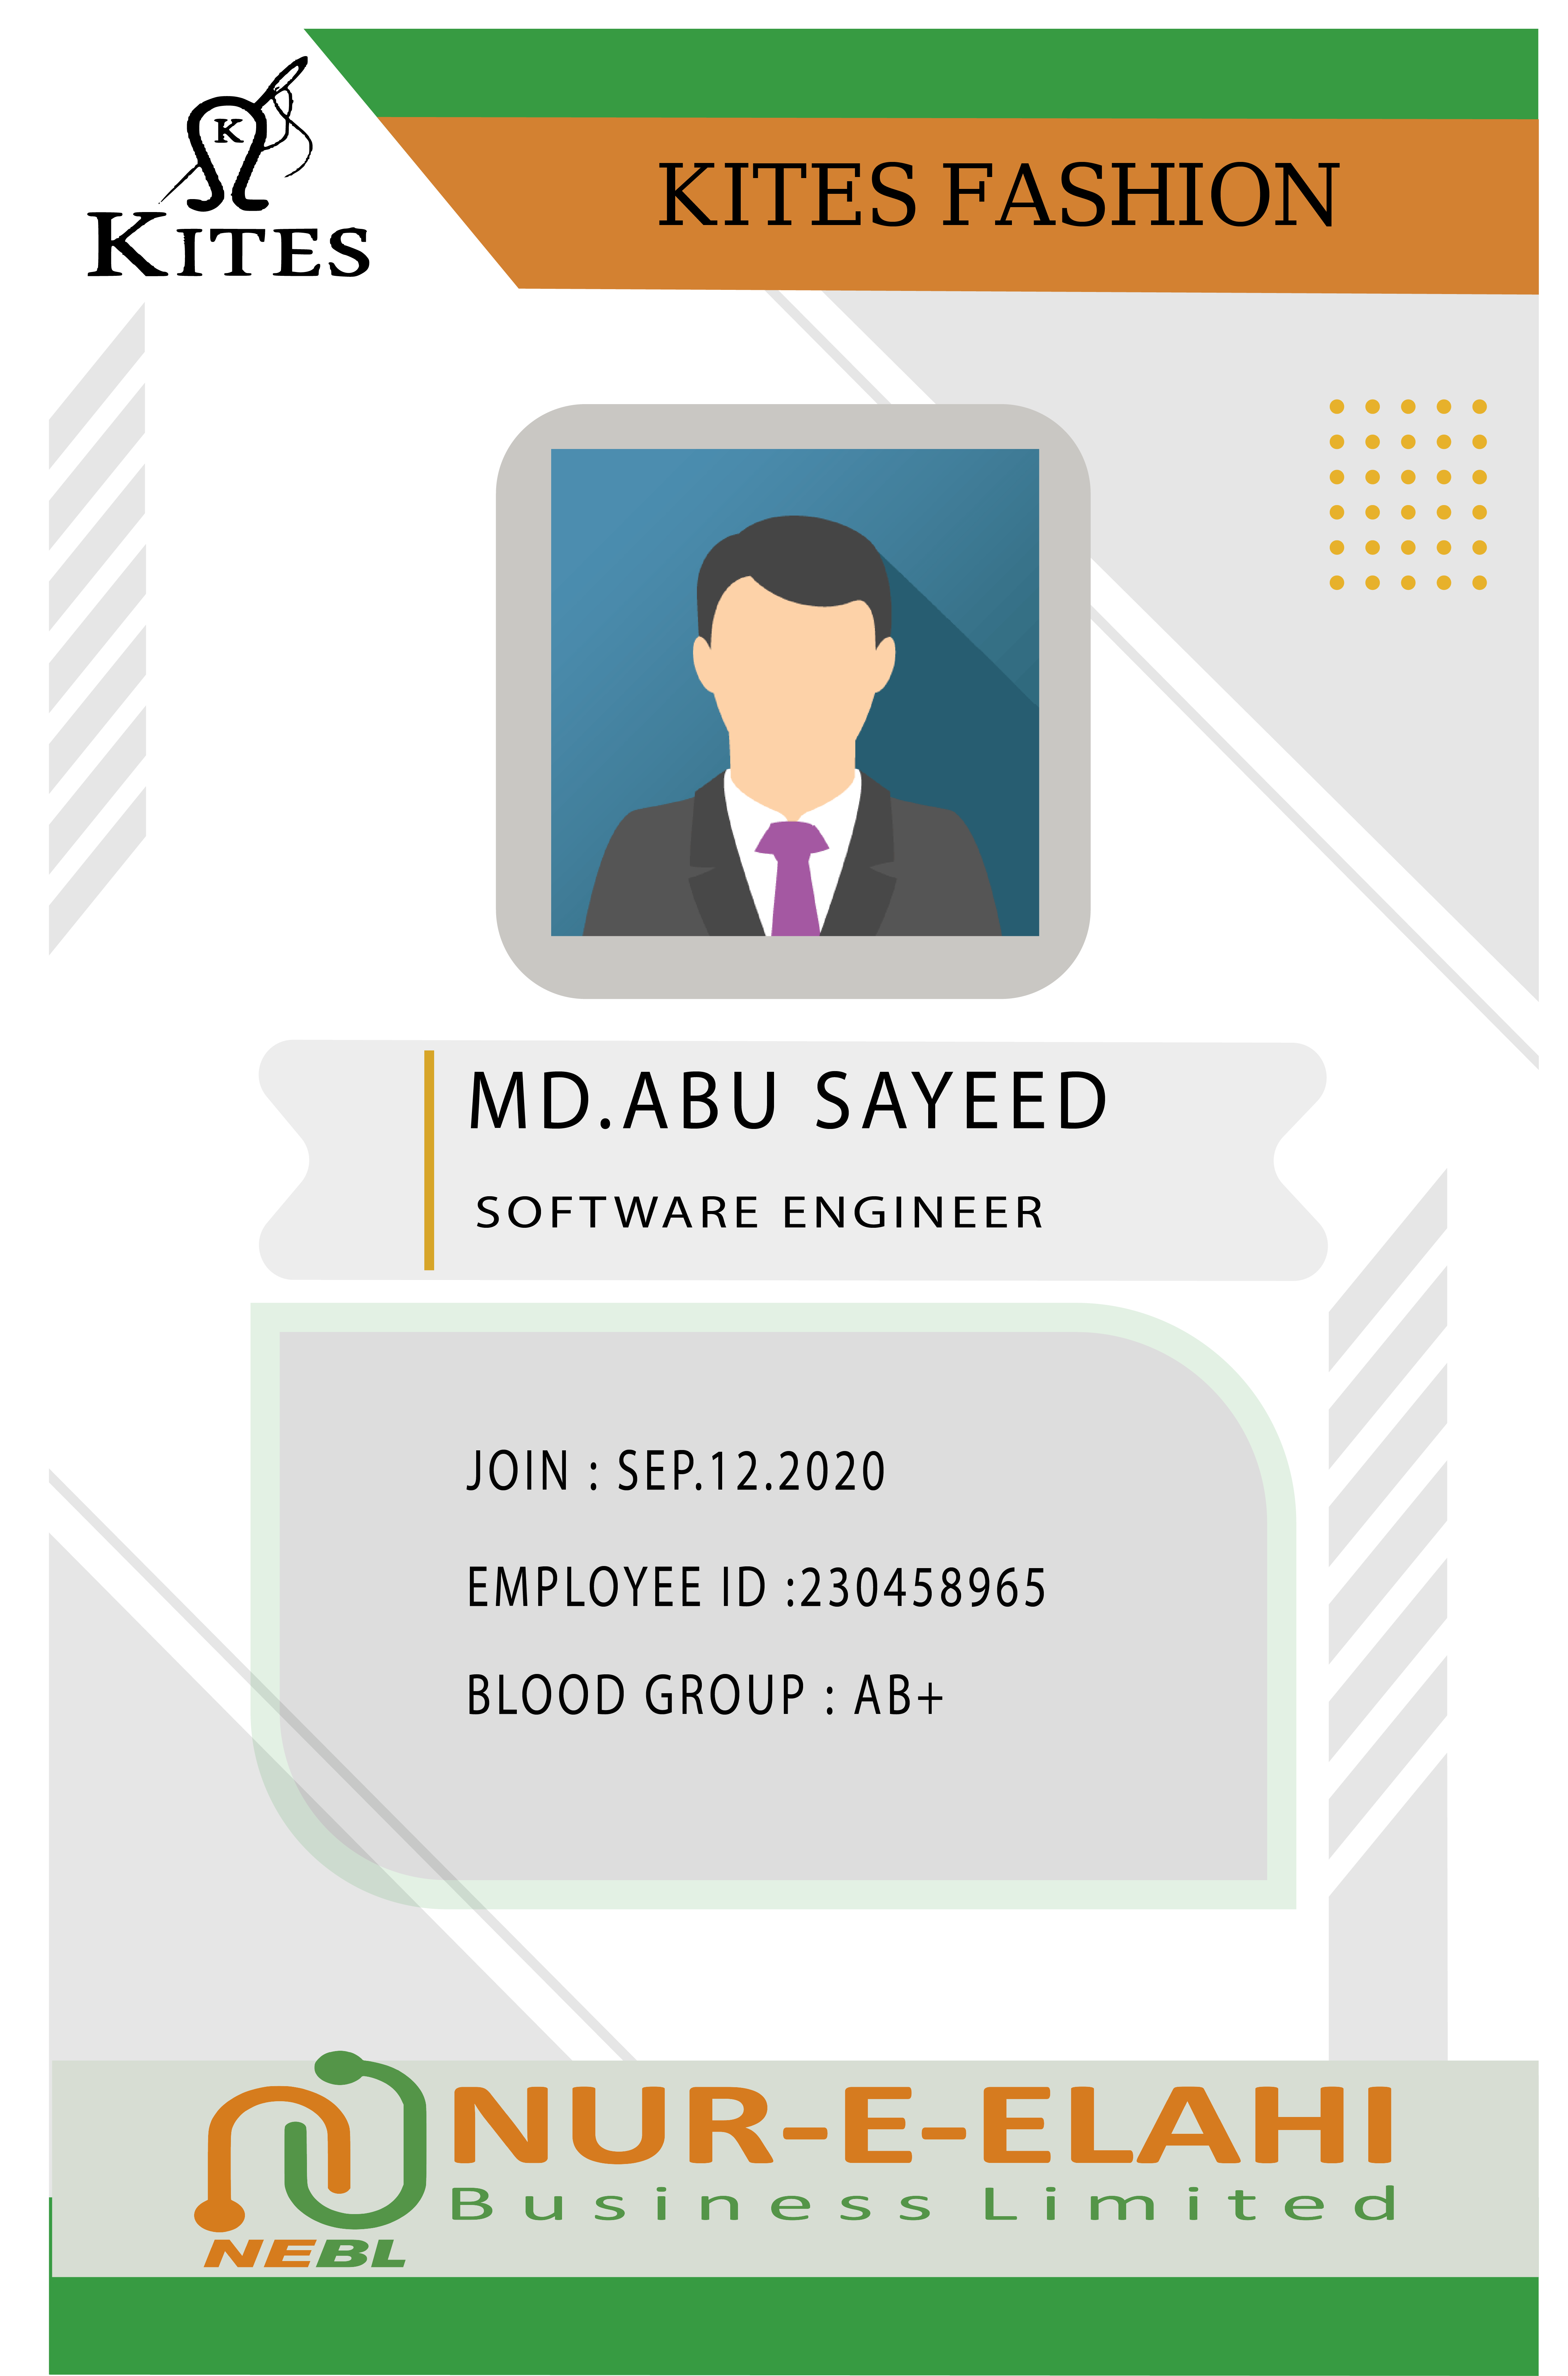 K
KITES
KITES FASHION
MD.ABU SAYEED
SOFTWARE ENGINEER
JOIN : SEP.12.2020
EMPLOYEE ID :230458965
BLOOD GROUP : AB+
NUR-E-ELAHI
Business Limited
NEBL